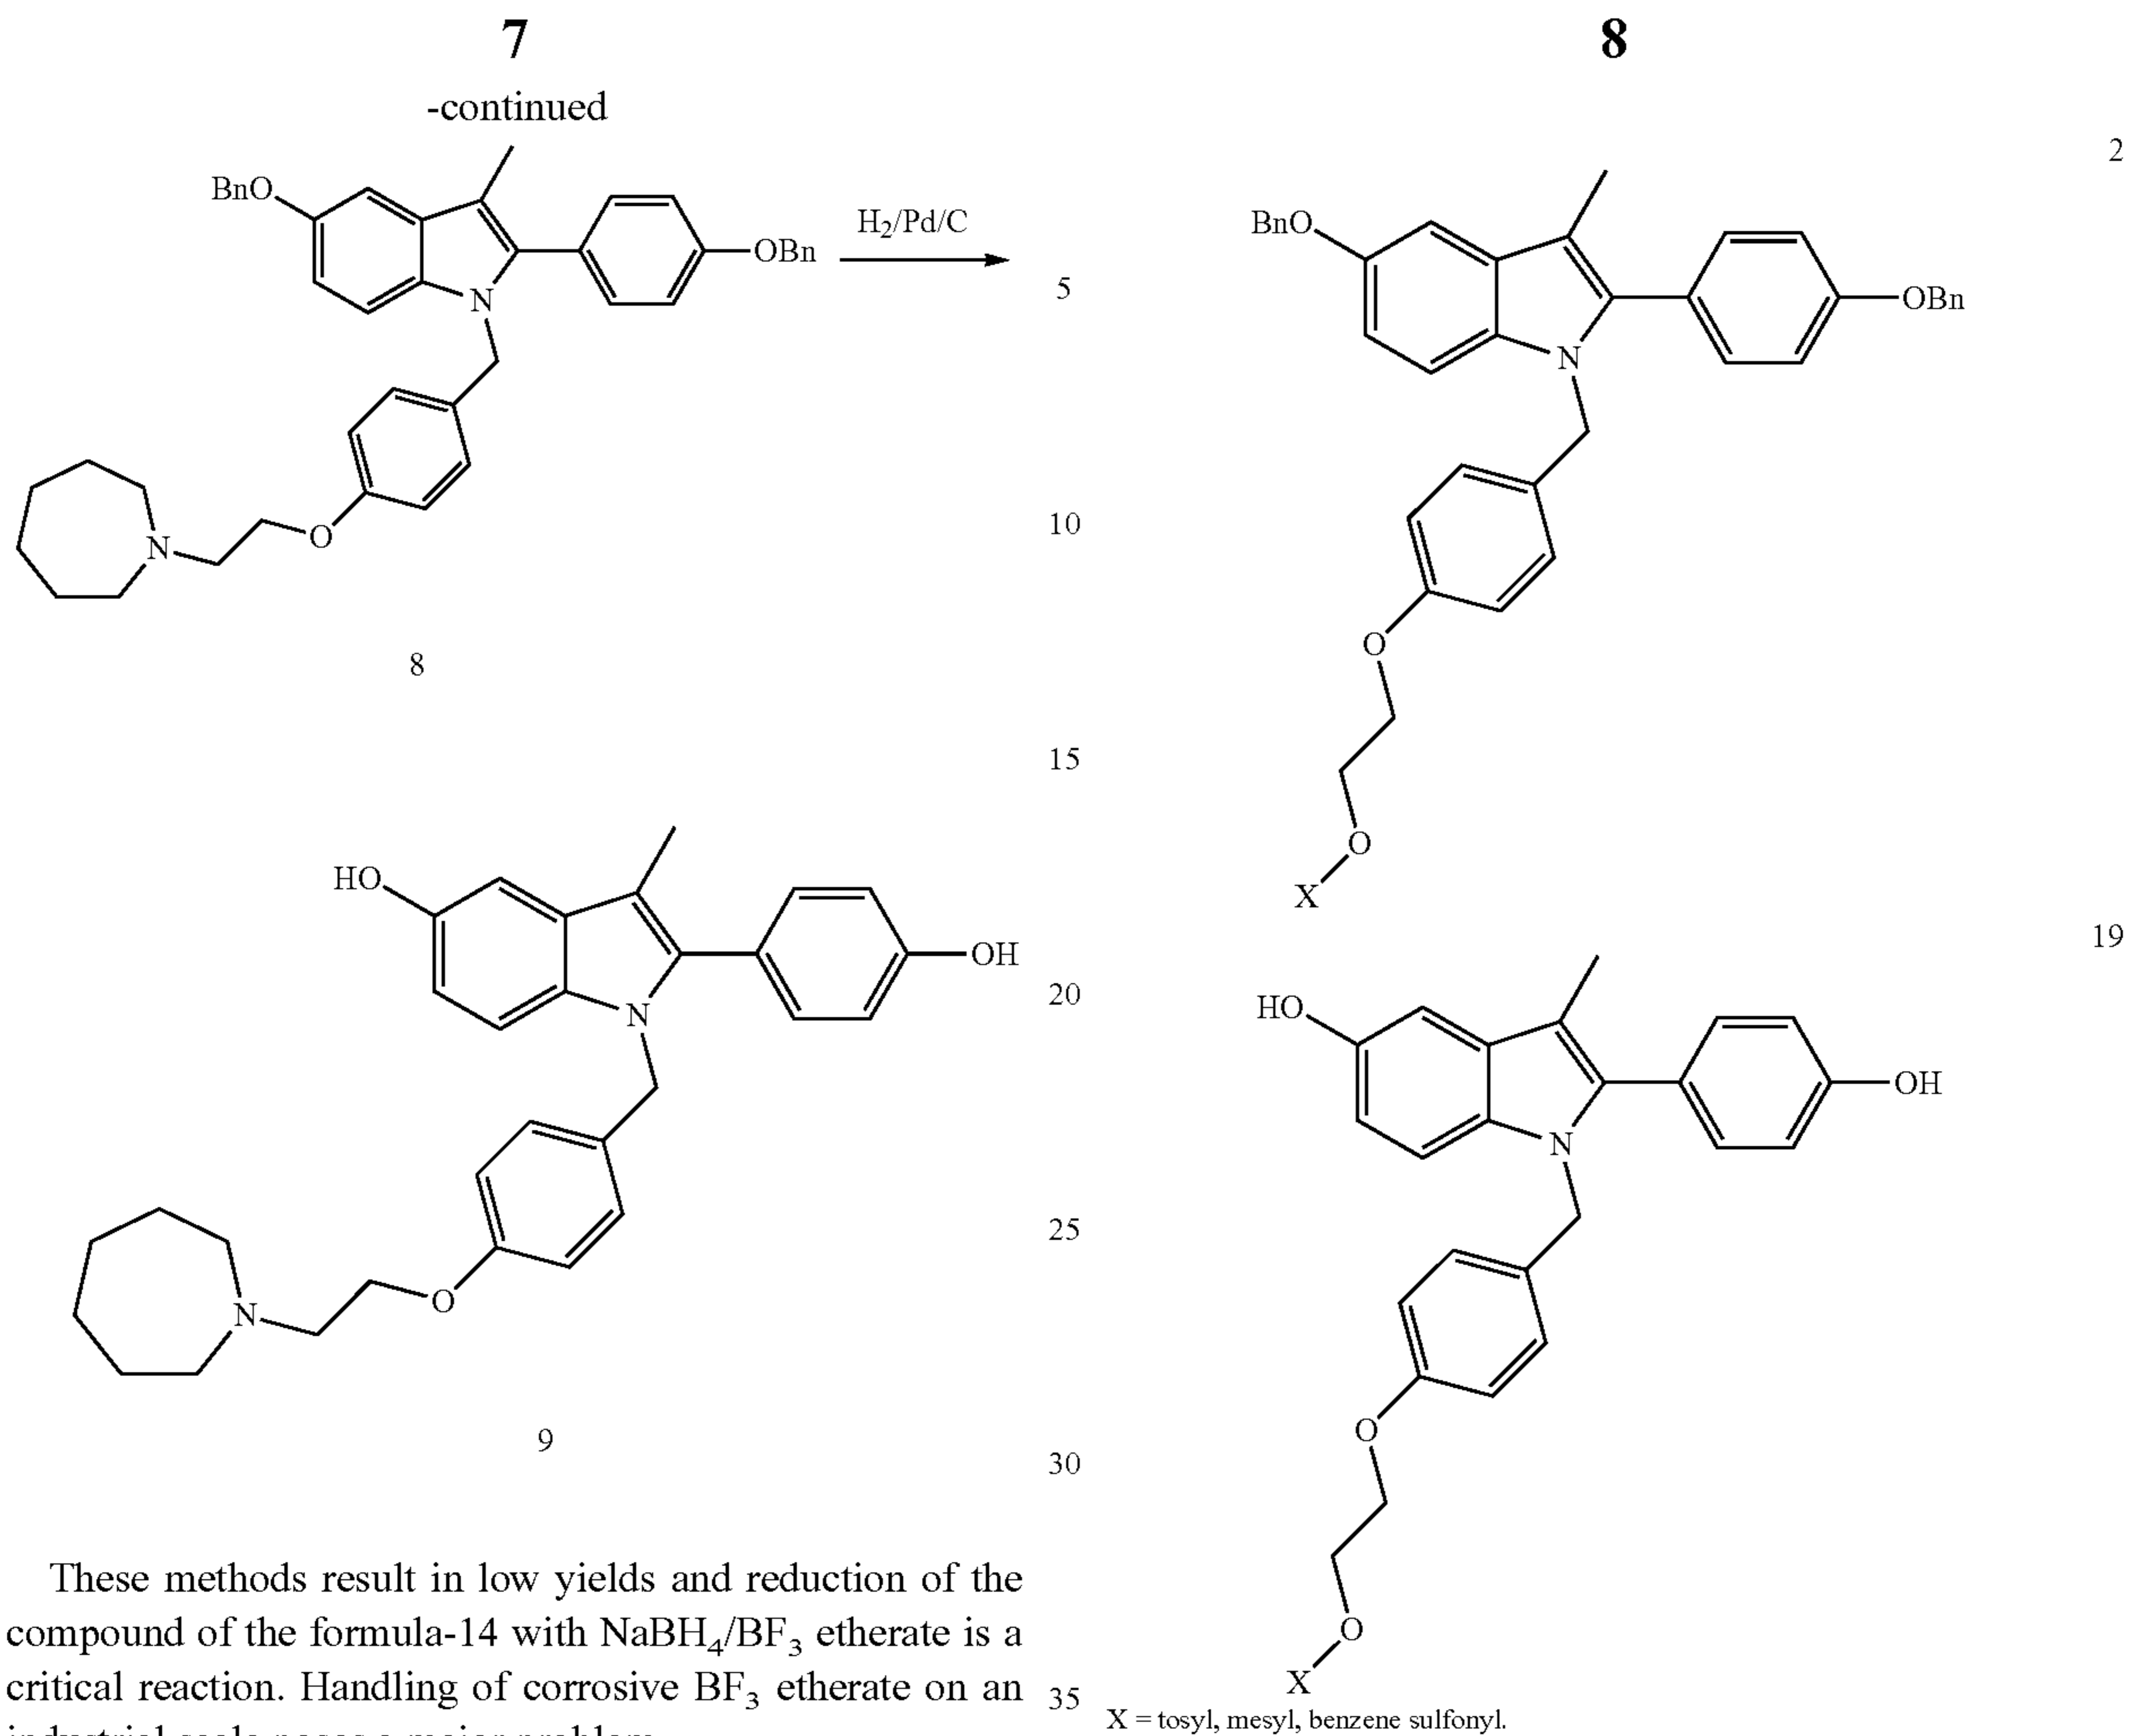 7
-continued
BnO
OBn
H2/Pd/C
N
N
O
8
HO
OH
N
N
O
9
These methods result in low yields and reduction of the
compound of the formula-14 with NaBH4/BF3 etherate is a
critical reaction. Handling of corrosive BF3 etherate on an
5
10
15
20
25
30
35
8
2
BnO
OBn
N
O
O
X
19
HO
OH
N
O
O
X
X = tosyl, mesyl, benzene sulfonyl.